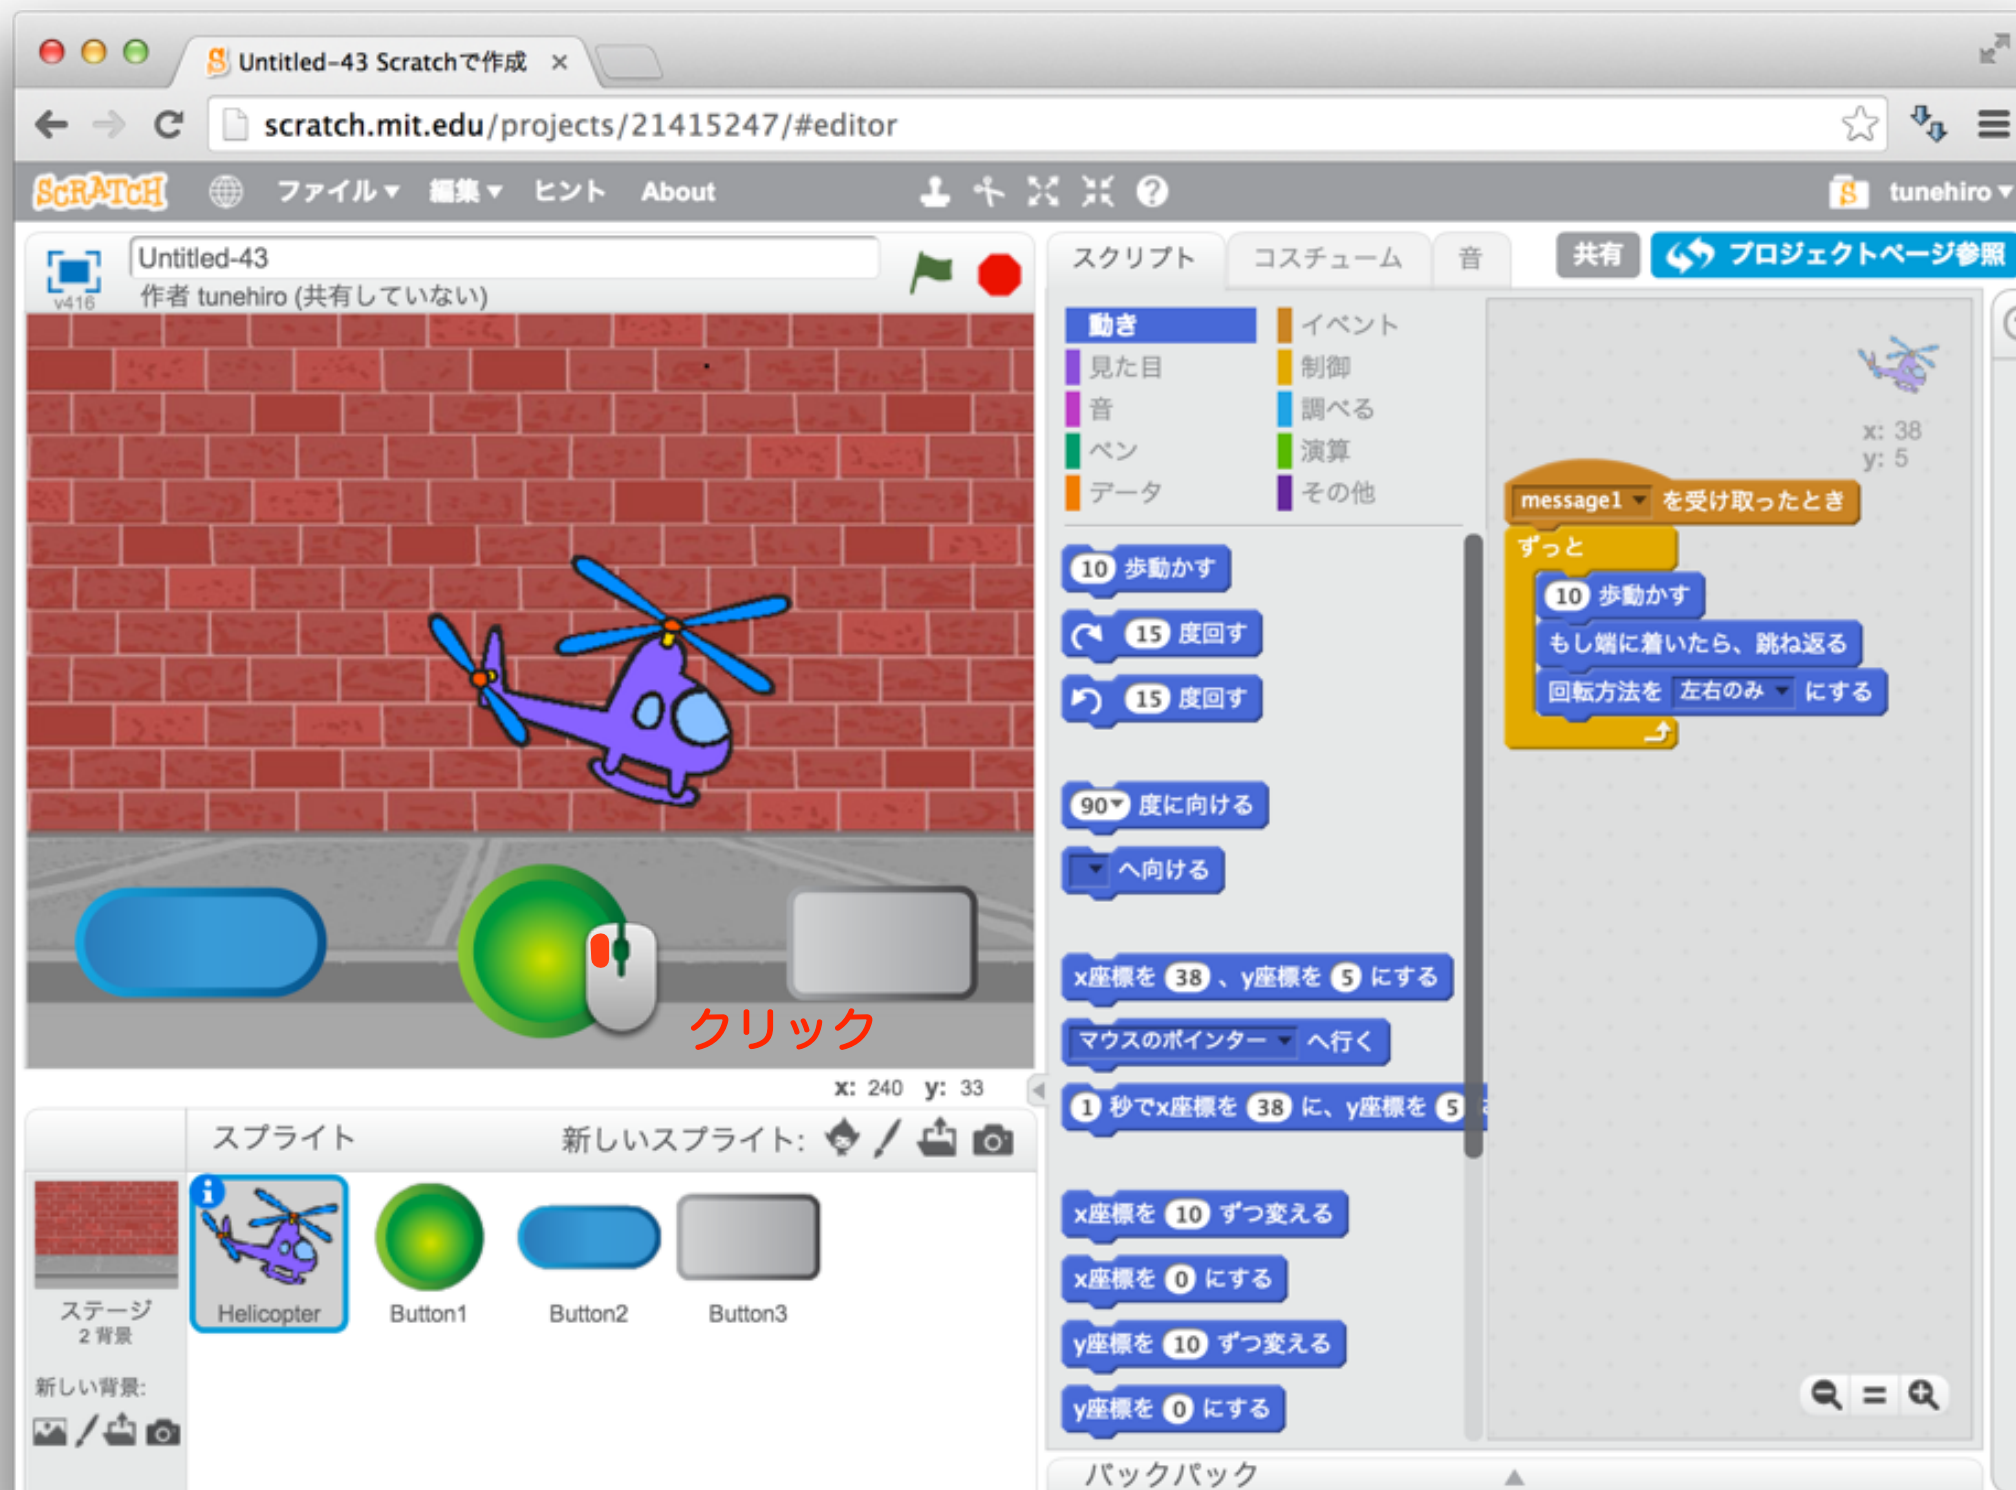 Untitled-43 Scratchで作成
scratch.mit.edu/projects/21415247/#editor
SCRATCH ファイル 編集 ヒント About tunehiro
Untitled-43
v416 作者 tunehiro (共有していない)
スクリプト コスチューム 音 共有 プロジェクトページ参照
動き イベント
見た目 制御
音 調べる
ペン 演算
データ その他
10 歩動かす
15 度回す
15 度回す
90 度に向ける
へ向ける
x座標を 38 、y座標を 5 にする
マウスのポインター へ行く
1 秒でx座標を 38 に、y座標を 5
x座標を 10 ずつ変える
x座標を 0 にする
y座標を 10 ずつ変える
y座標を 0 にする
x: 38
y: 5
message1 を受け取ったとき
ずっと
10 歩動かす
もし端に着いたら、跳ね返る
回転方法を 左右のみ にする
クリック
x: 240 y: 33
スプライト 新しいスプライト:
Helicopter Button1 Button2 Button3
ステージ
2 背景
新しい背景:
バックパック